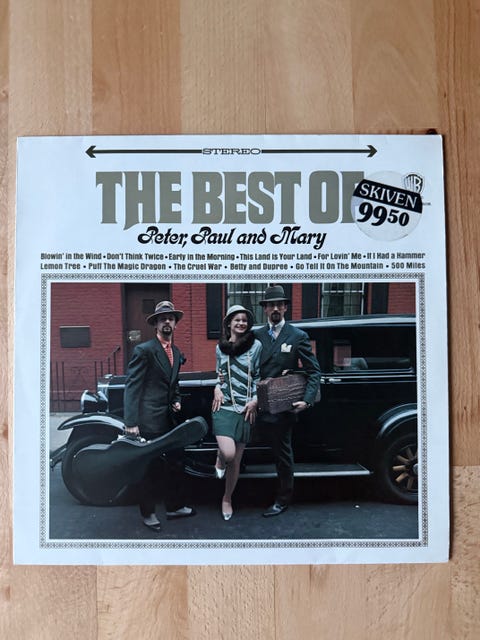 STEREO
THE BEST OF
WB
SKIVEN
99.50
Peter, Paul and Mary
Blowin' in the Wind • Don't Think Twice • Early in the Morning • This Land is Your Land • For Lovin' Me • If I Had a Hammer
Lemon Tree • Puff The Magic Dragon • The Cruel War • Betty and Dupree • Go Tell It On The Mountain • 500 Miles